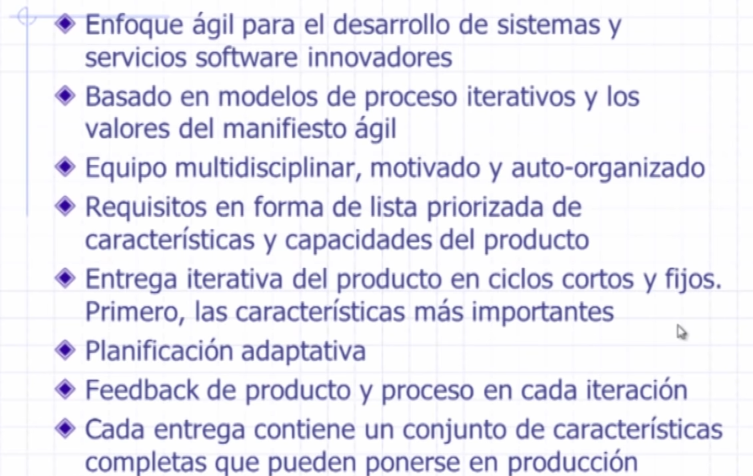 Enfoque ágil para el desarrollo de sistemas y
servicios software innovadores
Basado en modelos de proceso iterativos y los
valores del manifiesto ágil
Equipo multidisciplinar, motivado y auto-organizado
Requisitos en forma de lista priorizada de
características y capacidades del producto
Entrega iterativa del producto en ciclos cortos y fijos.
Primero, las características más importantes
Planificación adaptativa
Feedback de producto y proceso en cada iteración
Cada entrega contiene un conjunto de características
completas que pueden ponerse en producción